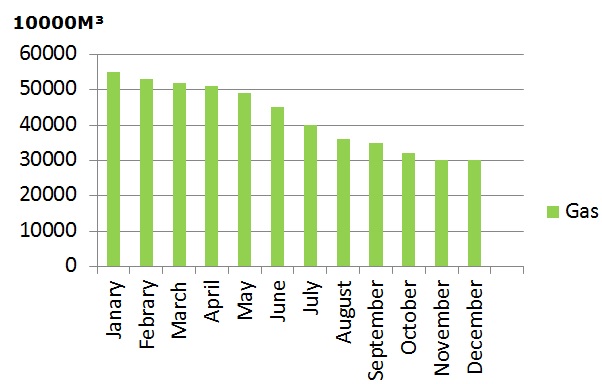 10000M³
60000
50000
40000
30000
20000
10000
0
Janary
Febrary
March
April
May
June
July
August
September
October
November
December
Gas